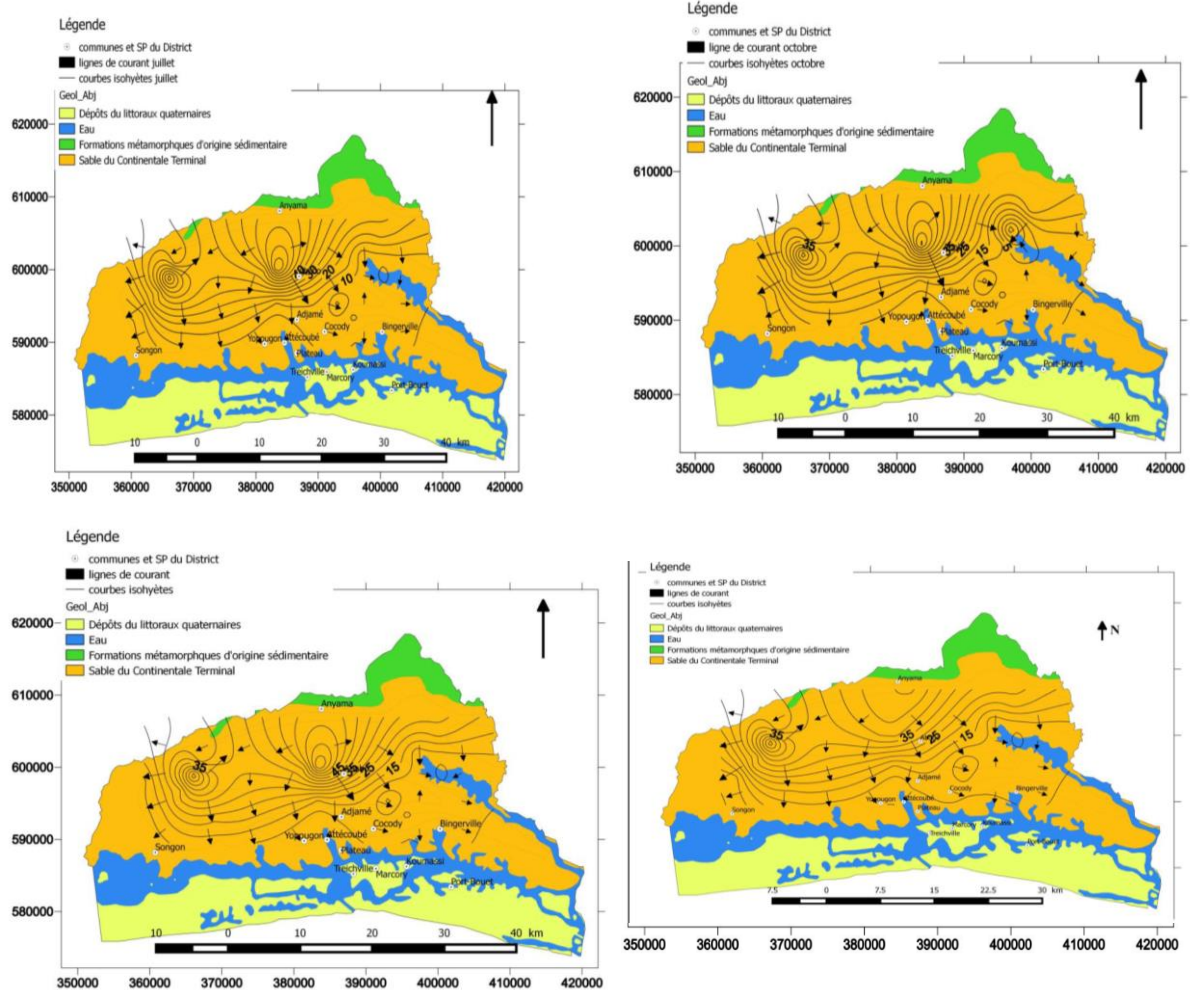 Légende
communes et SP du District
lignes de courant juillet
courbes isohyètes juillet
Geol_Abj
Dépôts du littoraux quaternaires
Eau
Formations métamorphques d'origine sédimentaire
Sable du Continentale Terminal
620000
610000
600000
590000
580000
Anyama
20
10
Adjamé
Cocody
Bingerville
Yopougon Attécoubé
Songon
Plateau
Treichville
Marcory
Port-Bouet
10 0 10 20 30 40 km
350000 360000 370000 380000 390000 400000 410000 420000
Légende
communes et SP du District
ligne de courant octobre
courbes isohyètes octobre
Geol_Abj
Dépôts du littoraux quaternaires
Eau
Formations métamorphques d'origine sédimentaire
Sable du Continentale Terminal
620000
610000
600000
590000
580000
Anyama
35
25
15
5
Adjamé
Cocody
Bingerville
Yopougon Attécoubé
Songon
Plateau
Treichville
Marcory
Port-Bouet
10 0 10 20 30 40 km
350000 360000 370000 380000 390000 400000 410000 420000
Légende
communes et SP du District
lignes de courant
courbes isohyètes
Geol_Abj
Dépôts du littoraux quaternaires
Eau
Formations métamorphques d'origine sédimentaire
Sable du Continentale Terminal
620000
610000
600000
590000
580000
Anyama
35
25
15
Adjamé
Cocody
Bingerville
Yopougon Attécoubé
Songon
Plateau
Treichville
Marcory
Port-Bouet
10 0 10 20 30 40 km
350000 360000 370000 380000 390000 400000 410000 420000
Légende
communes et SP du District
lignes de courant
courbes isohyètes
Geol_Abj
Dépôts du littoraux quaternaires
Eau
Formations métamorphques d'origine sédimentaire
Sable du Continentale Terminal
N
Anyama
35
35
25
15
Adjamé
Cocody
Bingerville
Yopougon Attécoubé
Songon
Plateau
Treichville
7.5 0 7.5 15 22.5 30 km
350000 360000 370000 380000 390000 400000 410000 420000